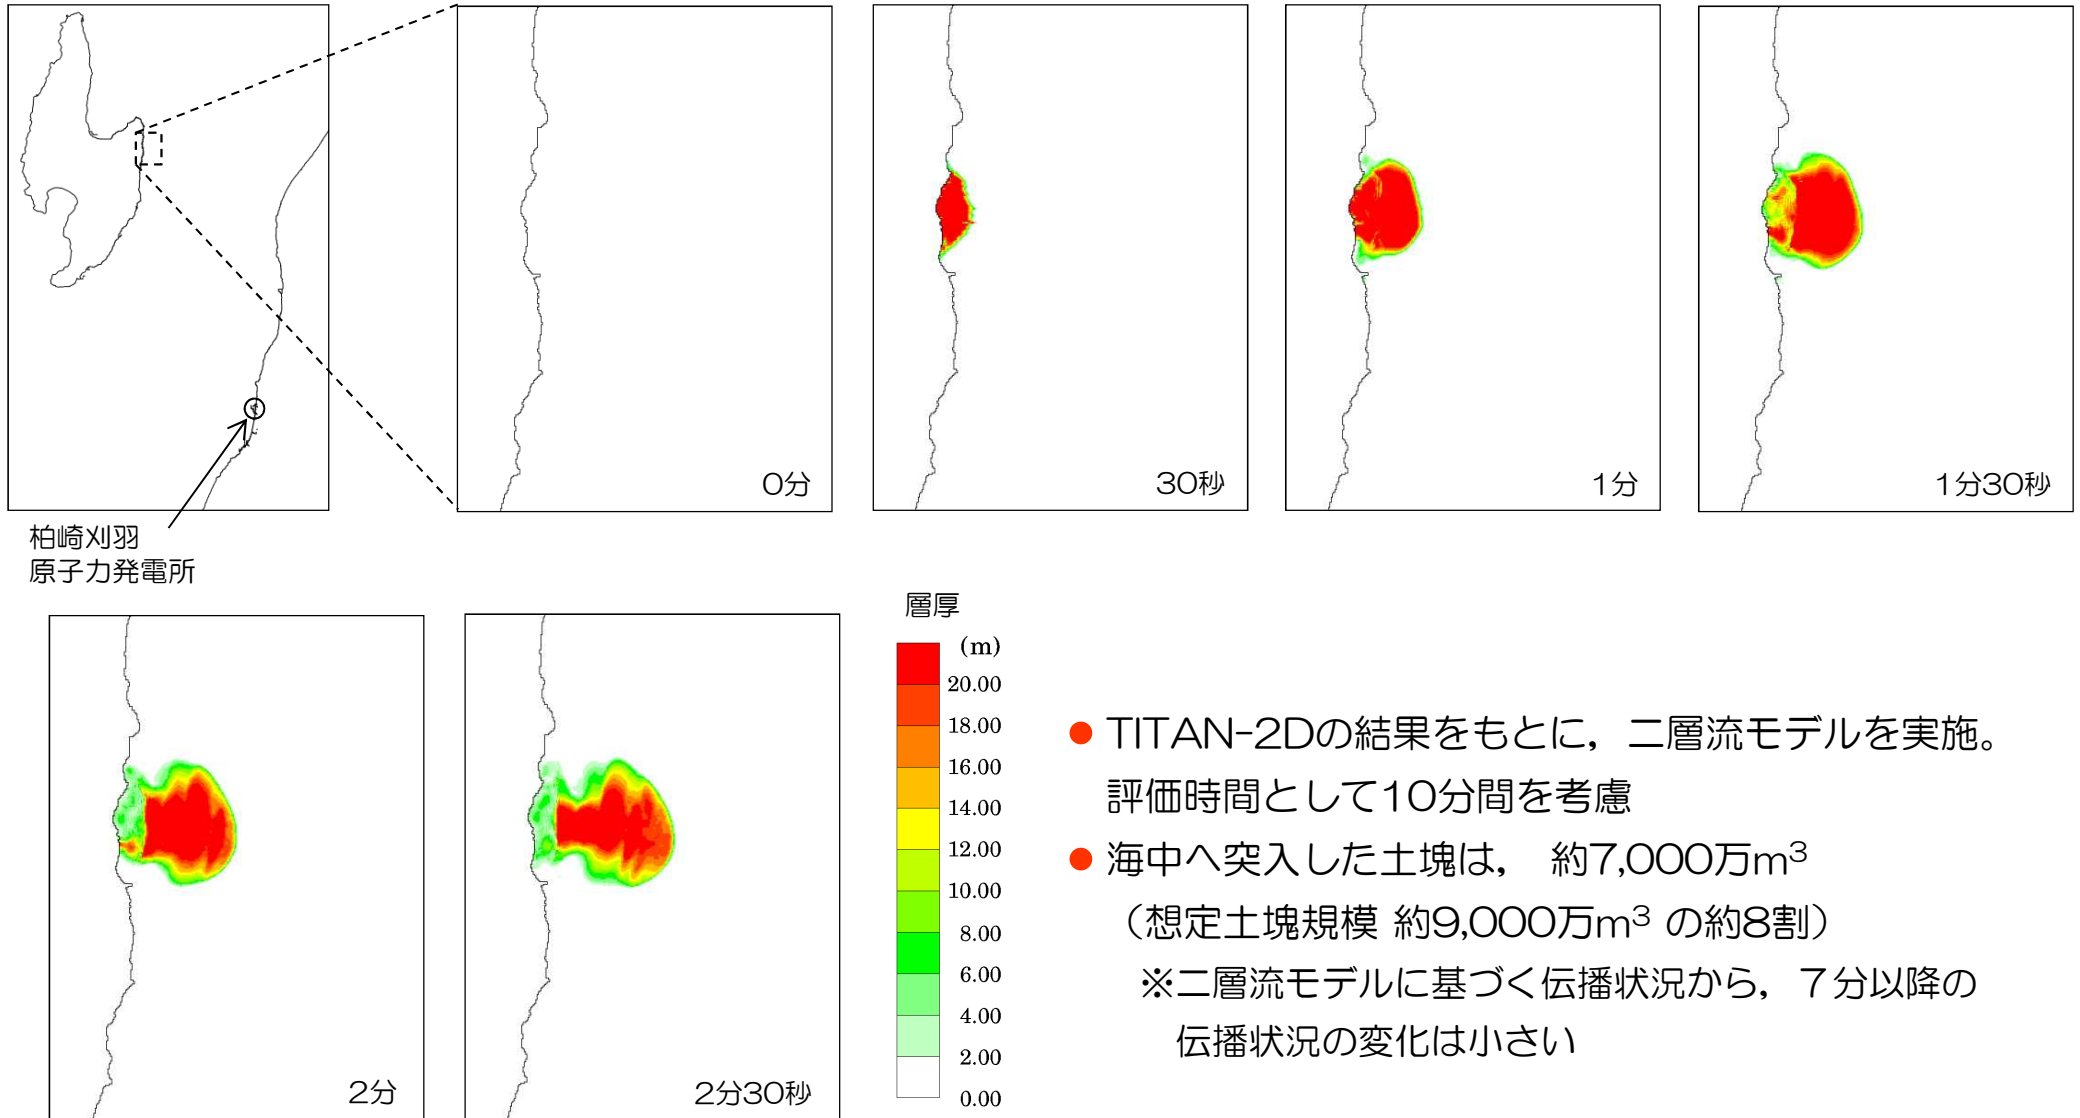 0分
30秒
1分
1分30秒
柏崎刈羽
原子力発電所
2分
2分30秒
層厚
(m)
20.00
18.00
16.00
14.00
12.00
10.00
8.00
6.00
4.00
2.00
0.00
● TITAN-2Dの結果をもとに，二層流モデルを実施。
評価時間として10分間を考慮
● 海中へ突入した土塊は， 約7,000万m³
（想定土塊規模 約9,000万m³ の約8割）
※二層流モデルに基づく伝播状況から，７分以降の
伝播状況の変化は小さい